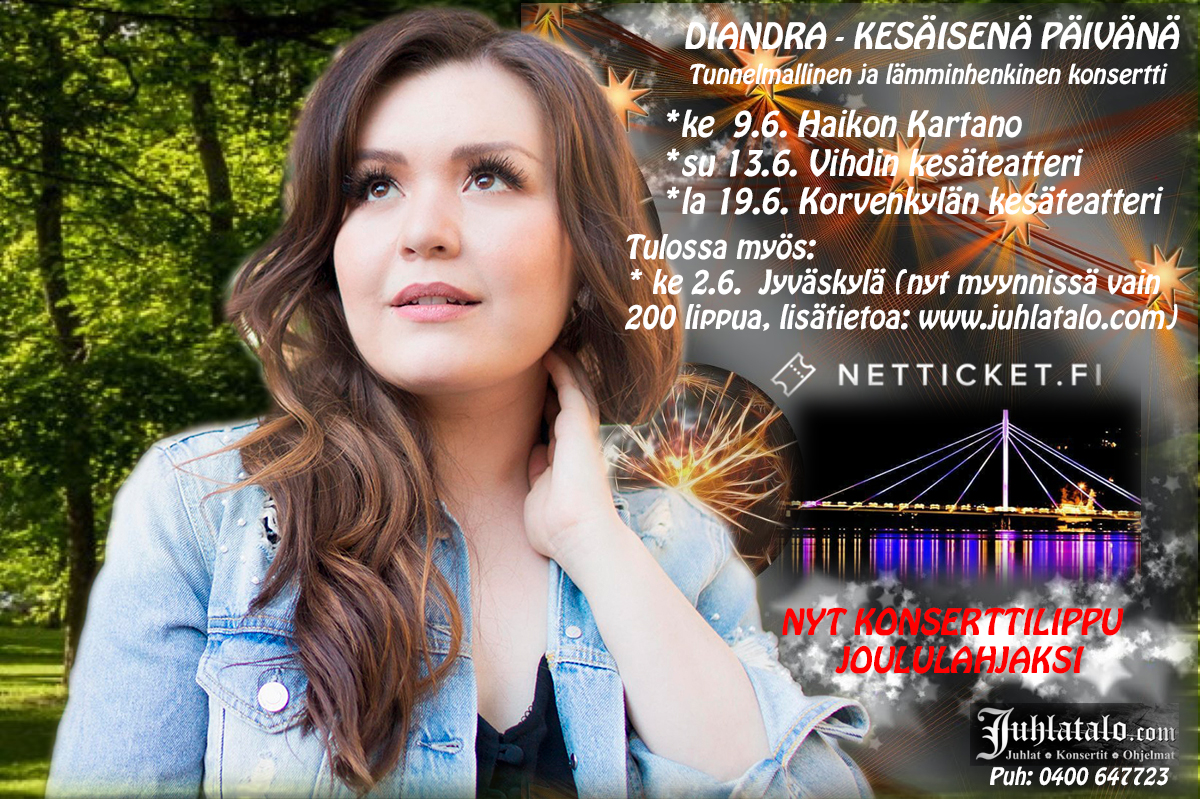 DIANDRA - KESÄISENÄ PÄIVÄNÄ
Tunnelmallinen ja lämminhenkinen konsertti
*ke 9.6. Haikon Kartano
*su 13.6. Vihdin kesäteatteri
*la 19.6. Korvenkylän kesäteatteri
Tulossa myös:
* ke 2.6. Jyväskylä (nyt myynnissä vain
200 lippua, lisätietoa: www.juhlatalo.com)
NETTICKET.FI
NYT KONSERTTILIPPU
JOULULAHJAKSI
Juhlatalo.com
Juhlat • Konsertit • Ohjelmat
Puh: 0400 647723